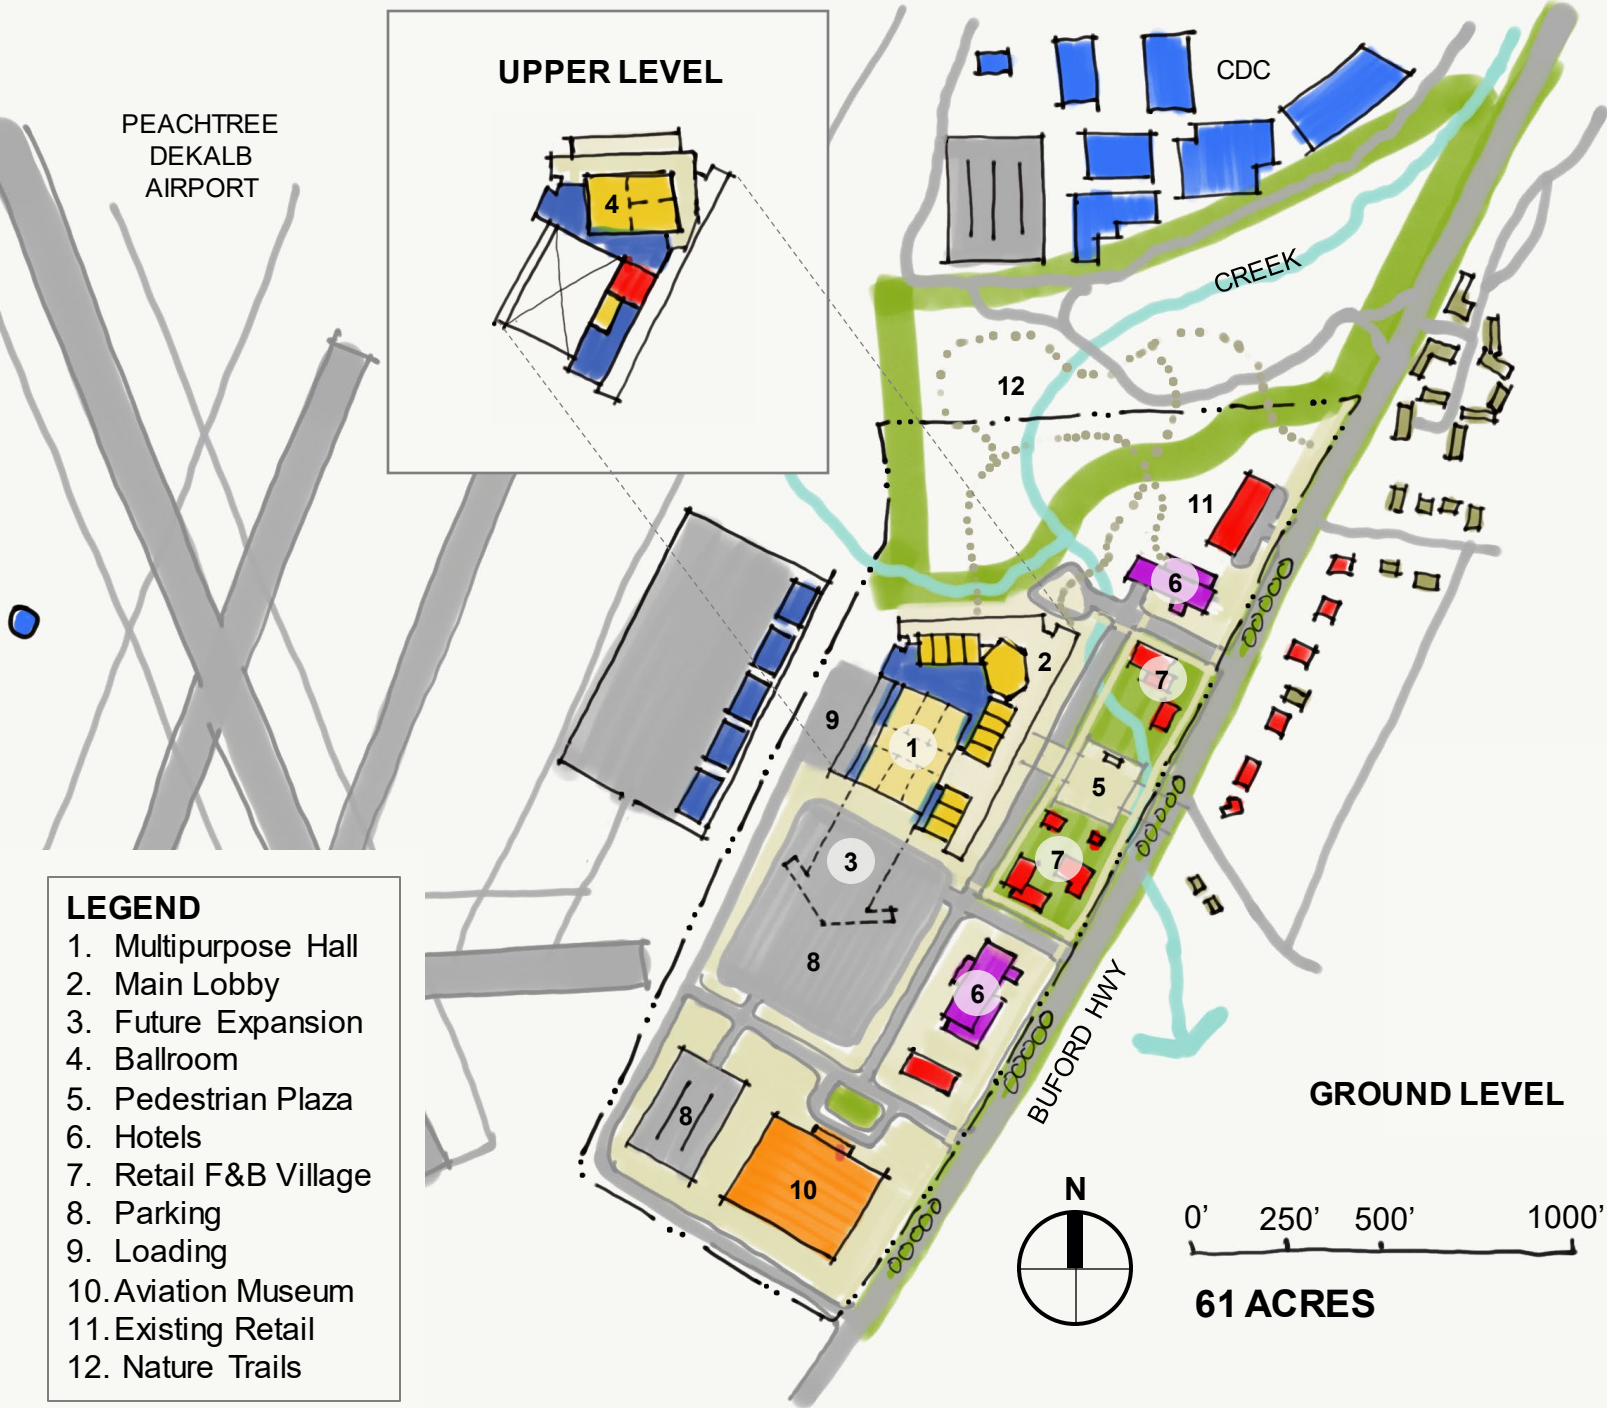 UPPER LEVEL
4
PEACHTREE
DEKALB
AIRPORT
CDC
CREEK
12
11
6
2
7
9
1
5
3
7
8
6
8
10
BUFORD HWY
GROUND LEVEL
N
0' 250' 500' 1000'
61 ACRES
LEGEND
1. Multipurpose Hall
2. Main Lobby
3. Future Expansion
4. Ballroom
5. Pedestrian Plaza
6. Hotels
7. Retail F&B Village
8. Parking
9. Loading
10. Aviation Museum
11. Existing Retail
12. Nature Trails